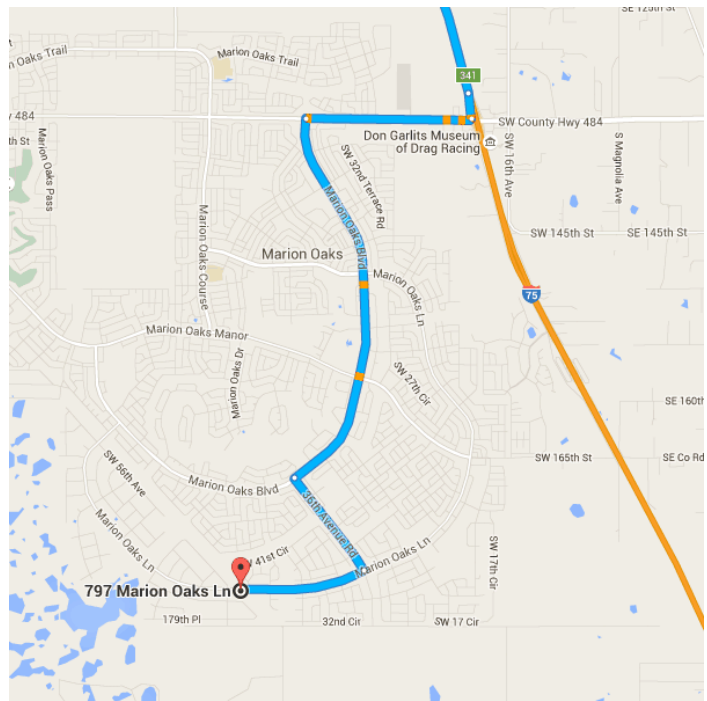 SE 125th St
Marion Oaks Trail
Marion Oaks Trail
341
484
SW County Hwy 484
Don Garlits Museum
of Drag Racing
th St
SW 16th Ave
S Magnolia Ave
Marion Oaks Pass
SW 32nd Terrace Rd
Marion Oaks Blvd
Marion Oaks Course
SW 145th St
SE 145th St
Marion Oaks
Marion Oaks Ln
75
Marion Oaks Manor
Marion Oaks Dr
SW 27th Cir
SE 160th
SW 165th St
SE Co Rd
SW 56th Ave
Marion Oaks Blvd
36th Avenue Rd
Marion Oaks Ln
41st Cir
Marion Oaks Ln
SW 17th Cir
797 Marion Oaks Ln
179th Pl
32nd Cir
SW 17 Cir